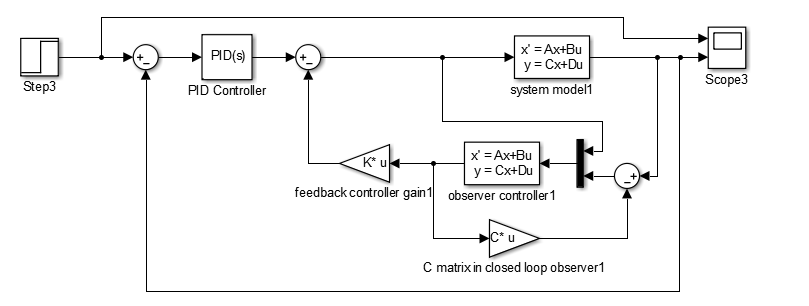 Step3
+
−
PID(s)
PID Controller
+
−
x' = Ax+Bu
y = Cx+Du
system model1
Scope3
K* u
feedback controller gain1
x' = Ax+Bu
y = Cx+Du
observer controller1
−
+
C* u
C matrix in closed loop observer1